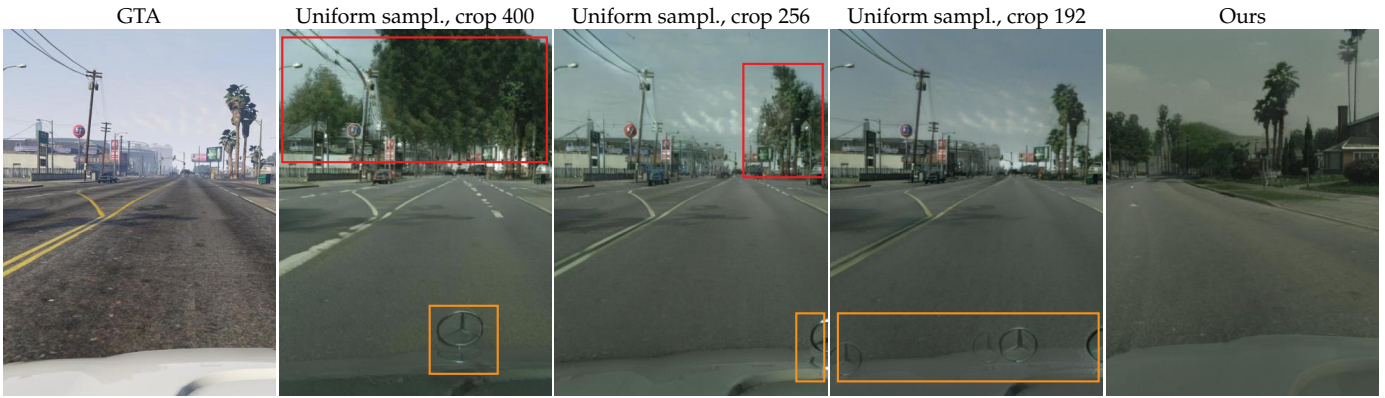 GTA
Uniform sampl., crop 400
Uniform sampl., crop 256
Uniform sampl., crop 192
Ours